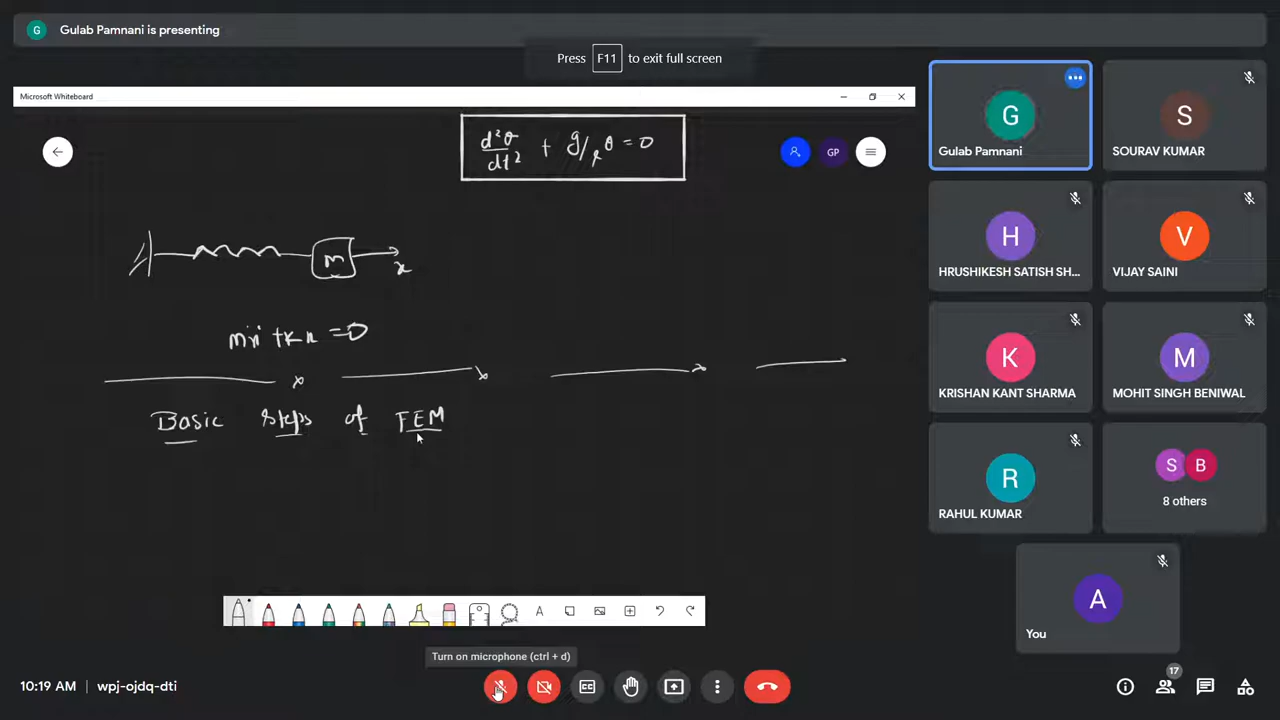 G Gulab Pamnani is presenting
Press F11 to exit full screen
Microsoft Whiteboard
GP
d²θ/dt² + g/l θ = 0
m x
mẍ + kx = 0
Basic steps of FEM
A
G
Gulab Pamnani
S
SOURAV KUMAR
H
HRUSHIKESH SATISH SH...
V
VIJAY SAINI
K
KRISHAN KANT SHARMA
M
MOHIT SINGH BENIWAL
R
RAHUL KUMAR
S B
8 others
A
You
Turn on microphone (ctrl + d)
10:19 AM wpj-ojdq-dti
CC
17